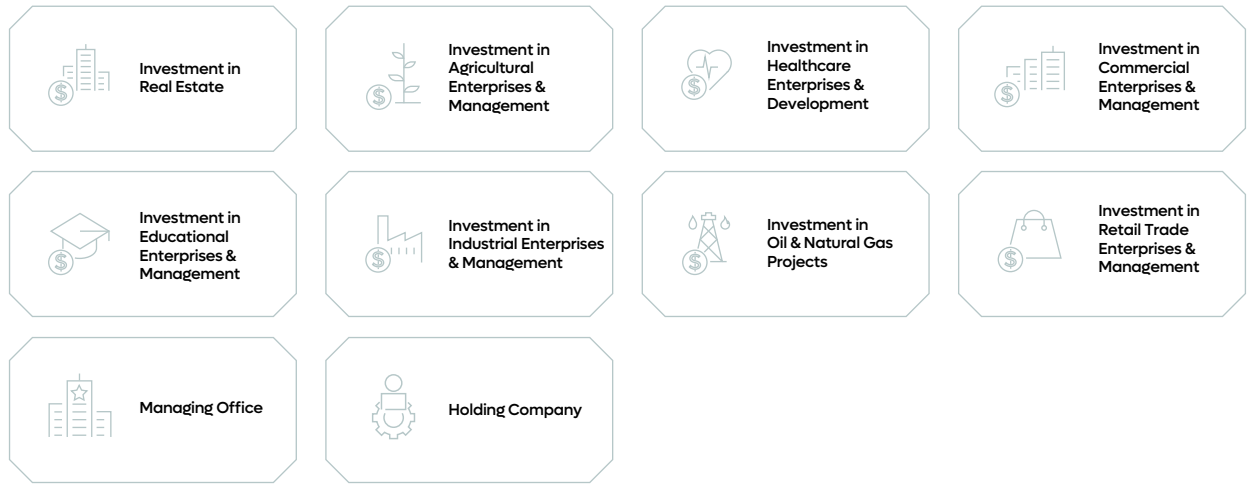 Investment in
Real Estate
Investment in
Agricultural
Enterprises &
Management
Investment in
Healthcare
Enterprises &
Development
Investment in
Commercial
Enterprises &
Management
Investment in
Educational
Enterprises &
Management
Investment in
Industrial Enterprises
& Management
Investment in
Oil & Natural Gas
Projects
Investment in
Retail Trade
Enterprises &
Management
Managing Office
Holding Company